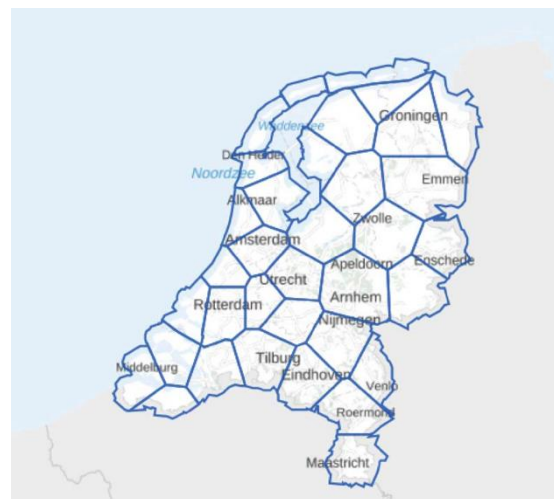 Groningen
Waddenzee
Den Helder
Noordzee
Emmen
Alkmaar
Zwolle
Amsterdam
Enschede
Apeldoorn
Utrecht
Arnhem
Rotterdam
Nijmegen
Tilburg
Middelburg
Eindhoven
Venlo
Roermond
Maastricht